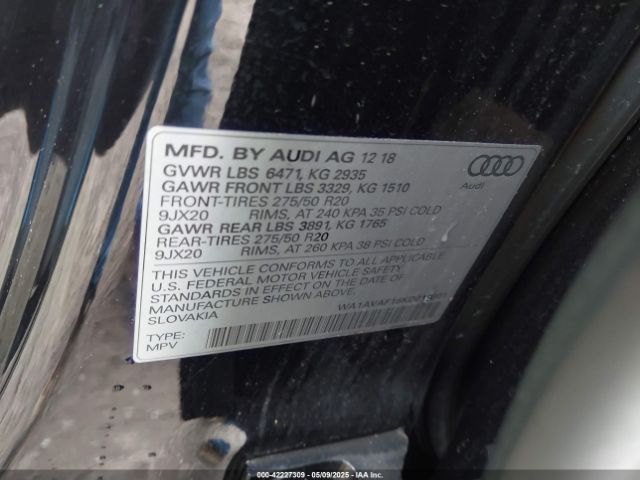 MFD. BY AUDI AG 12 18
GVWR LBS 6471, KG 2935
GAWR FRONT LBS 3329, KG 1510
FRONT-TIRES 275/50 R20
9JX20 RIMS, AT 240 KPA 35 PSI COLD
GAWR REAR LBS 3891, KG 1765
REAR-TIRES 275/50 R20
9JX20 RIMS, AT 260 KPA 38 PSI COLD
THIS VEHICLE CONFORMS TO ALL APPLICABLE
U.S. FEDERAL MOTOR VEHICLE SAFETY
STANDARDS IN EFFECT ON THE DATE OF
MANUFACTURE SHOWN ABOVE.
SLOVAKIA
TYPE:
MPV
Audi
000-42227309 - 05/09/2025 - IAAI.COM